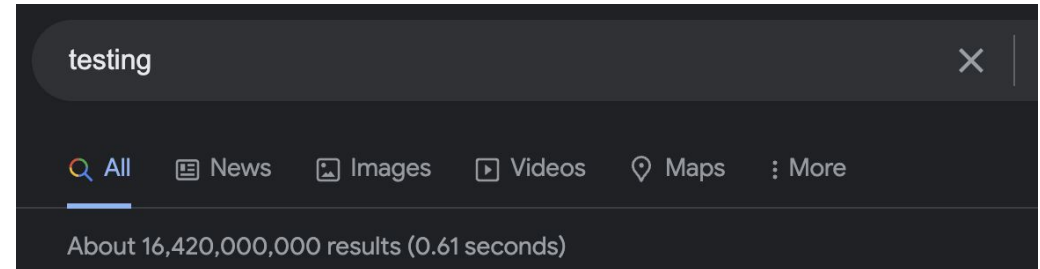 testing
All News Images Videos Maps More
About 16,420,000,000 results (0.61 seconds)